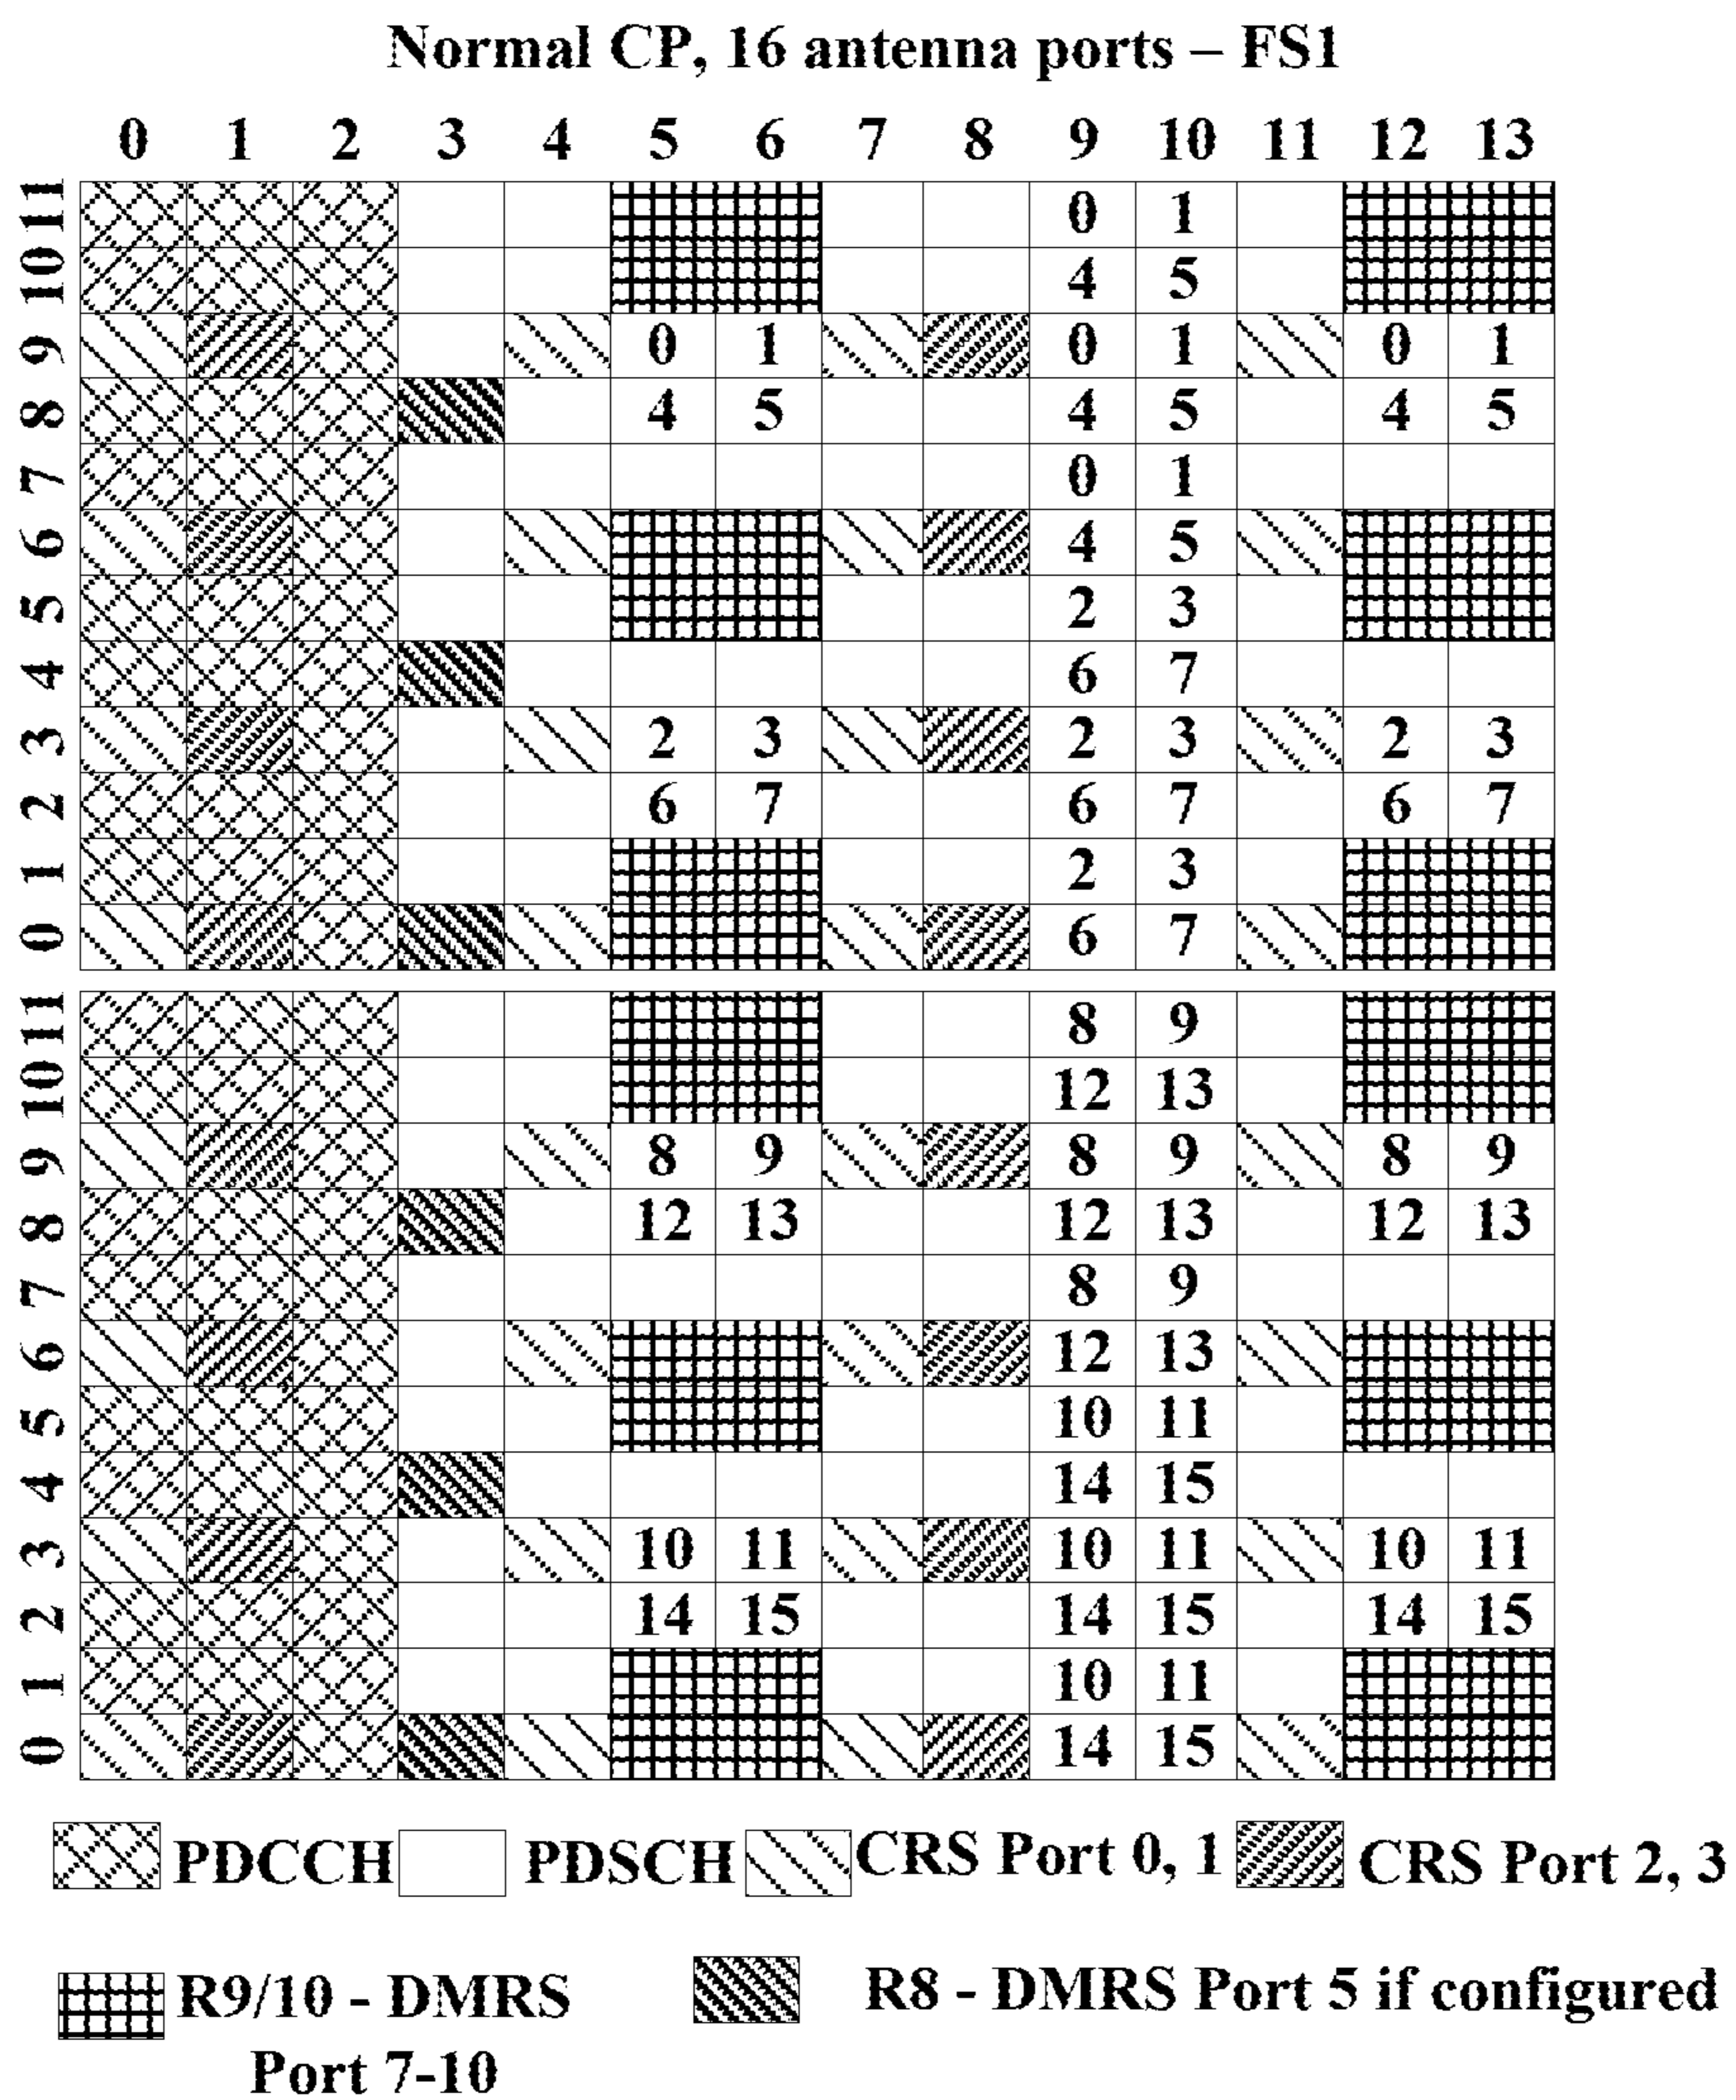 Normal CP, 16 antenna ports – FS1
0 1 2 3 4 5 6 7 8 9 10 11 12 13
11 0 1
10 4 5
9 0 1 0 1 0 1
8 4 5 4 5 4 5
7 0 1
6 4 5
5 2 3
4 6 7
3 2 3 2 3 2 3
2 6 7 6 7 6 7
1 2 3
0 6 7
11 8 9
10 12 13
9 8 9 8 9 8 9
8 12 13 12 13 12 13
7 8 9
6 12 13
5 10 11
4 14 15
3 10 11 10 11 10 11
2 14 15 14 15 14 15
1 10 11
0 14 15
PDCCH PDSCH CRS Port 0, 1 CRS Port 2, 3
R9/10 - DMRS R8 - DMRS Port 5 if configured
Port 7-10